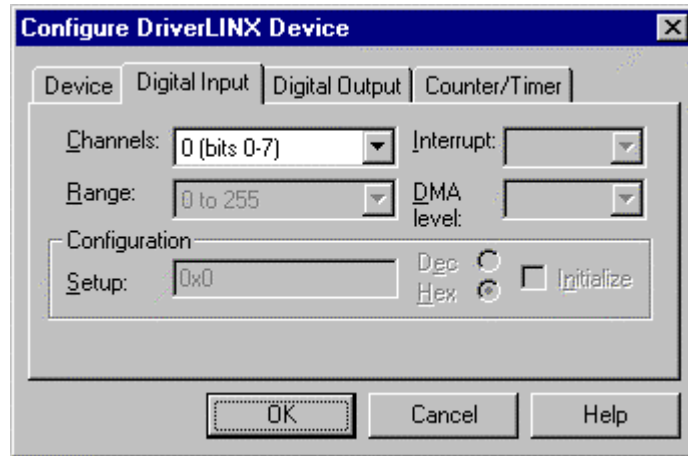 Configure DriverLINX Device
Device Digital Input Digital Output Counter/Timer
Channels: 0 (bits 0-7) Interrupt:
Range: 0 to 255 DMA level:
Configuration
Setup: 0x0 Dec Hex Initialize
OK Cancel Help